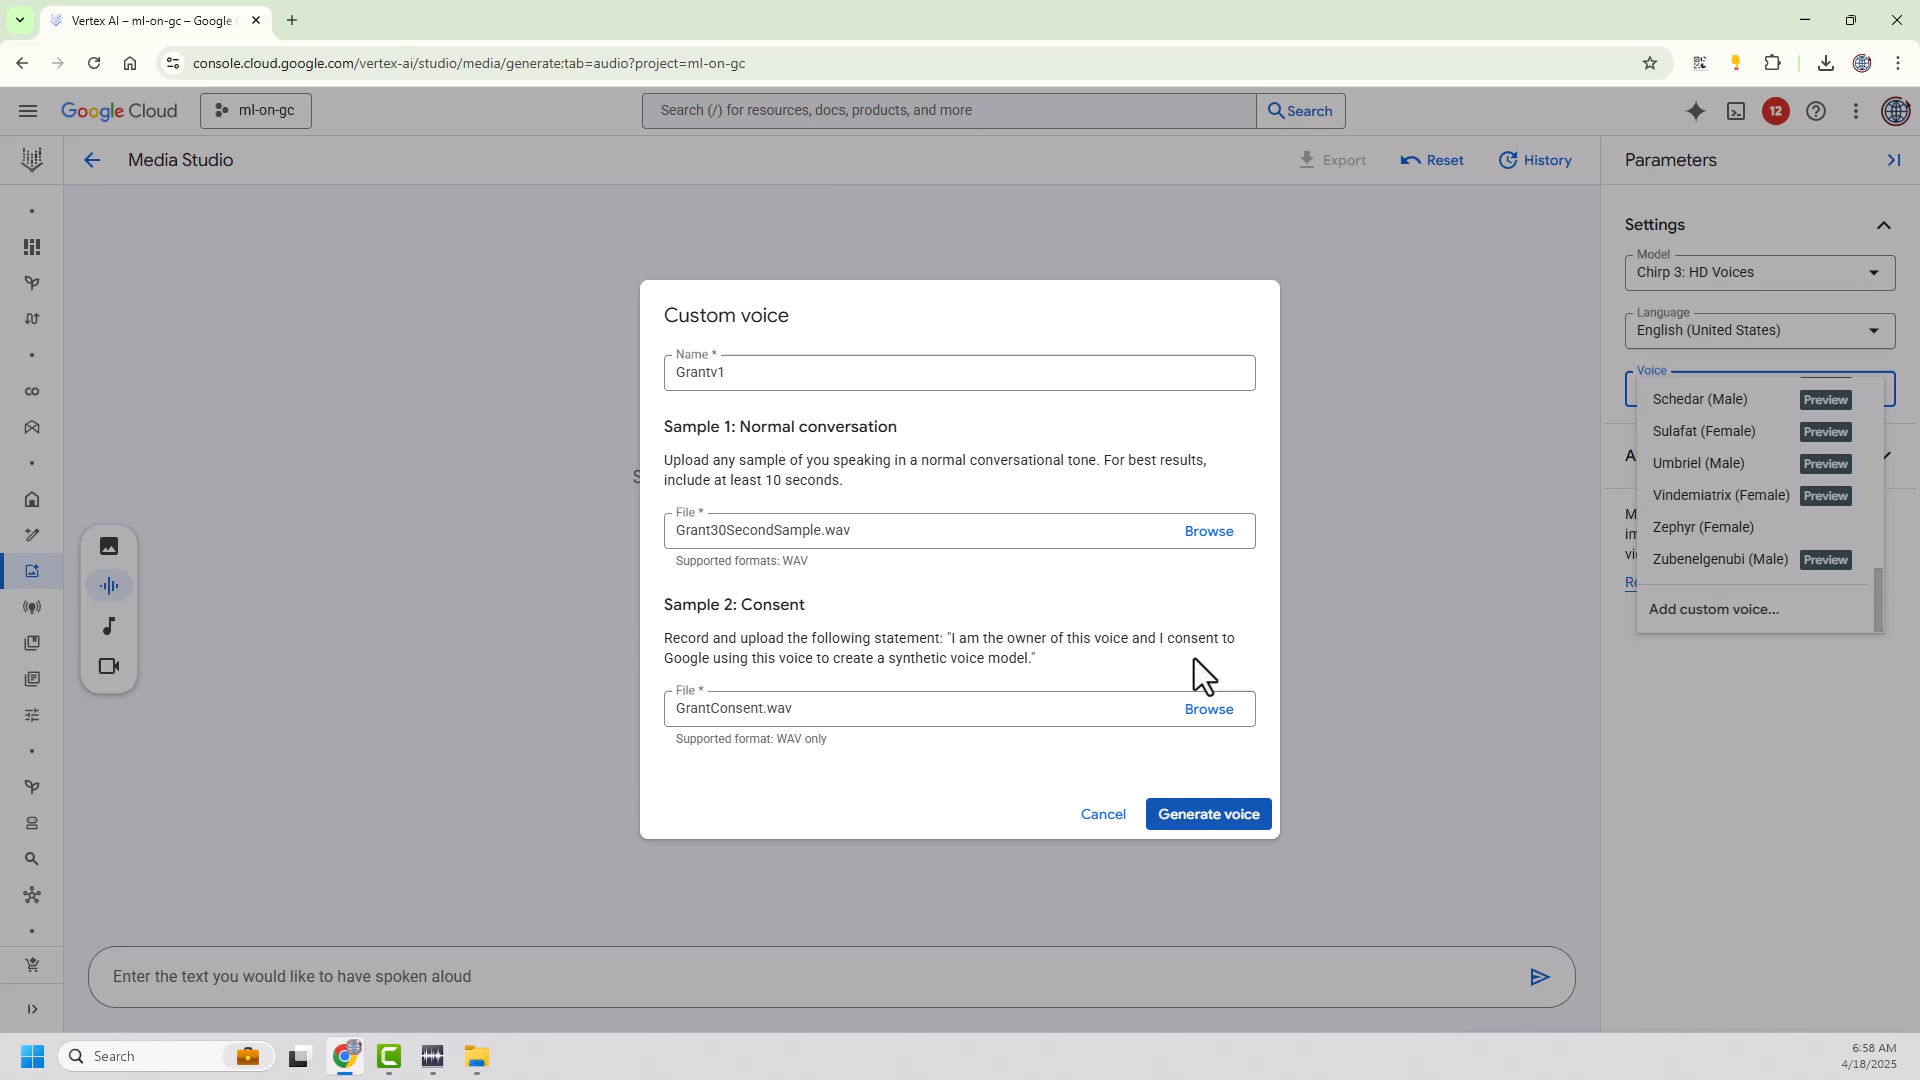 Vertex AI – ml-on-gc – Google
console.cloud.google.com/vertex-ai/studio/media/generate;tab=audio?project=ml-on-gc
Google Cloud
ml-on-gc
Search (/) for resources, docs, products, and more
Search
12
Media Studio
Export
Reset
History
Parameters
Settings
Model
Chirp 3: HD Voices
Language
English (United States)
Voice
Schedar (Male) Preview
Sulafat (Female) Preview
Umbriel (Male) Preview
Vindemiatrix (Female) Preview
Zephyr (Female)
Zubenelgenubi (Male) Preview
Add custom voice...
Custom voice
Name *
Grantv1
Sample 1: Normal conversation
Upload any sample of you speaking in a normal conversational tone. For best results,
include at least 10 seconds.
File *
Grant30SecondSample.wav
Browse
Supported formats: WAV
Sample 2: Consent
Record and upload the following statement: "I am the owner of this voice and I consent to
Google using this voice to create a synthetic voice model."
File *
GrantConsent.wav
Browse
Supported format: WAV only
Cancel
Generate voice
Enter the text you would like to have spoken aloud
Search
6:58 AM
4/18/2025